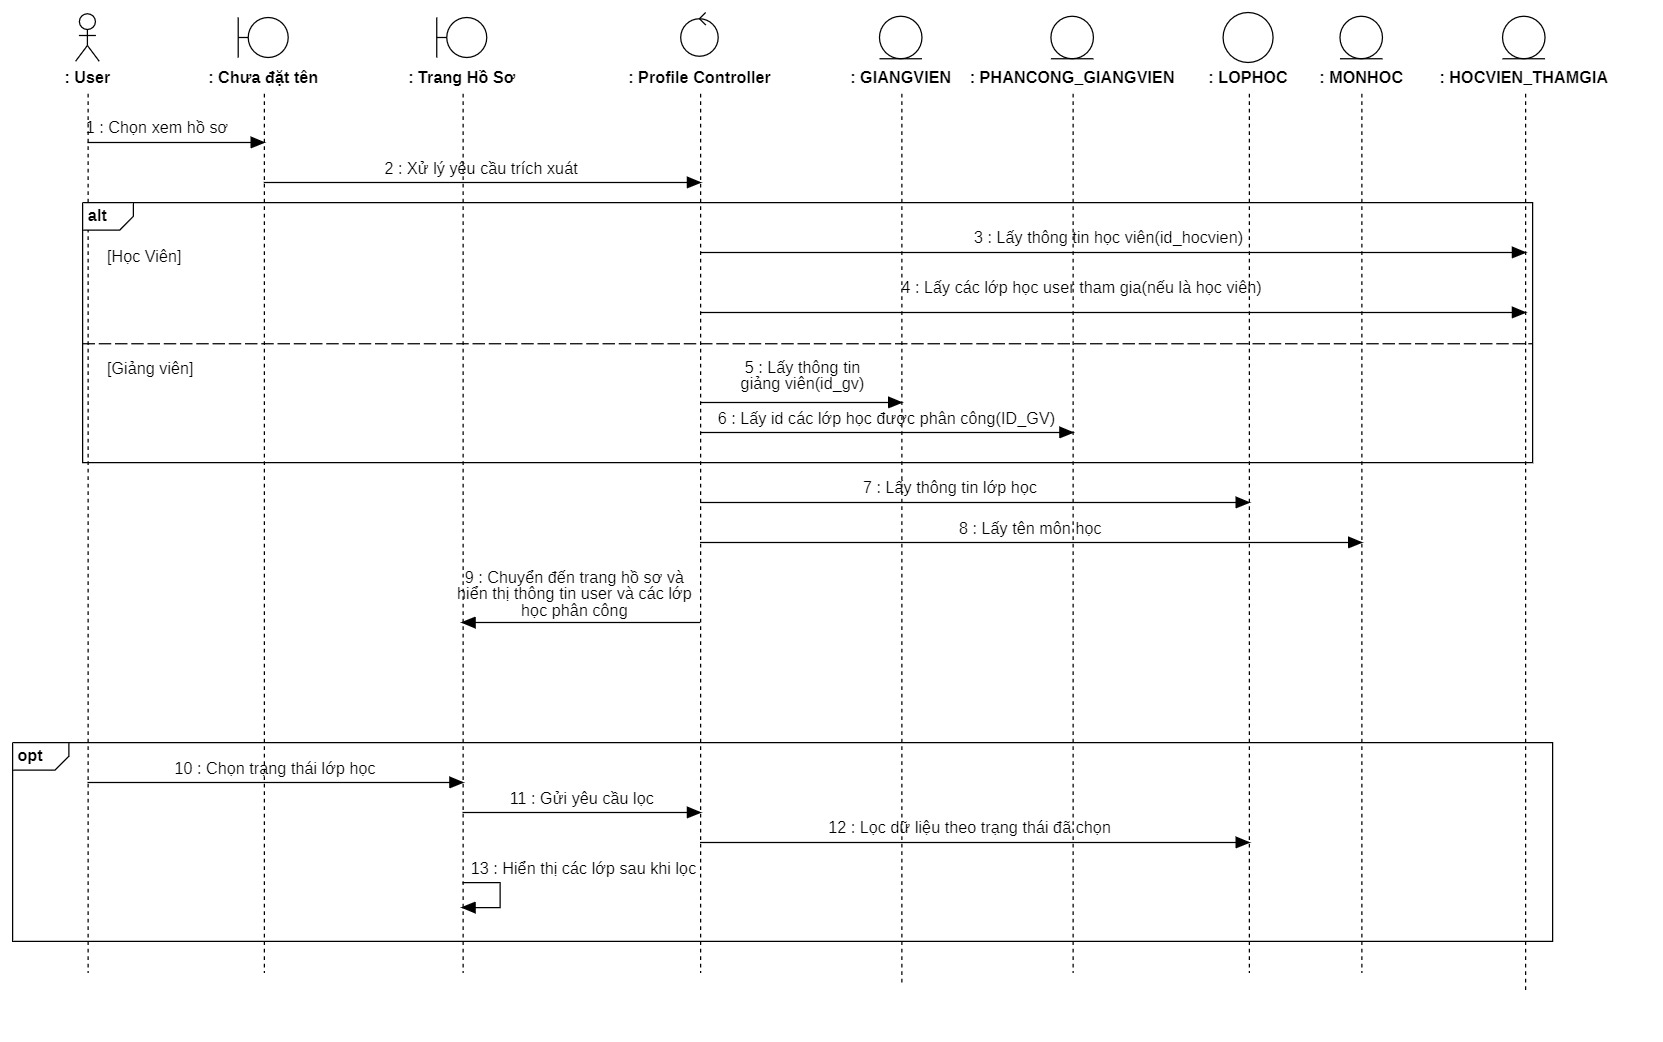 : User
: Chưa đặt tên
: Trang Hồ Sơ
: Profile Controller
: GIANGVIEN
: PHANCONG_GIANGVIEN
: LOPHOC
: MONHOC
: HOCVIEN_THAMGIA
1 : Chọn xem hồ sơ
2 : Xử lý yêu cầu trích xuát
alt
3 : Lấy thông tin học viên(id_hocvien)
[Học Viên]
4 : Lấy các lớp học user tham gia(nếu là học viên)
[Giảng viên]
5 : Lấy thông tin
giảng viên(id_gv)
6 : Lấy id các lớp học được phân công(ID_GV)
7 : Lấy thông tin lớp học
8 : Lấy tên môn học
9 : Chuyển đến trang hồ sơ và
hiển thị thông tin user và các lớp
học phân công
opt
10 : Chọn trạng thái lớp học
11 : Gửi yêu cầu lọc
12 : Lọc dữ liệu theo trạng thái đã chọn
13 : Hiển thị các lớp sau khi lọc